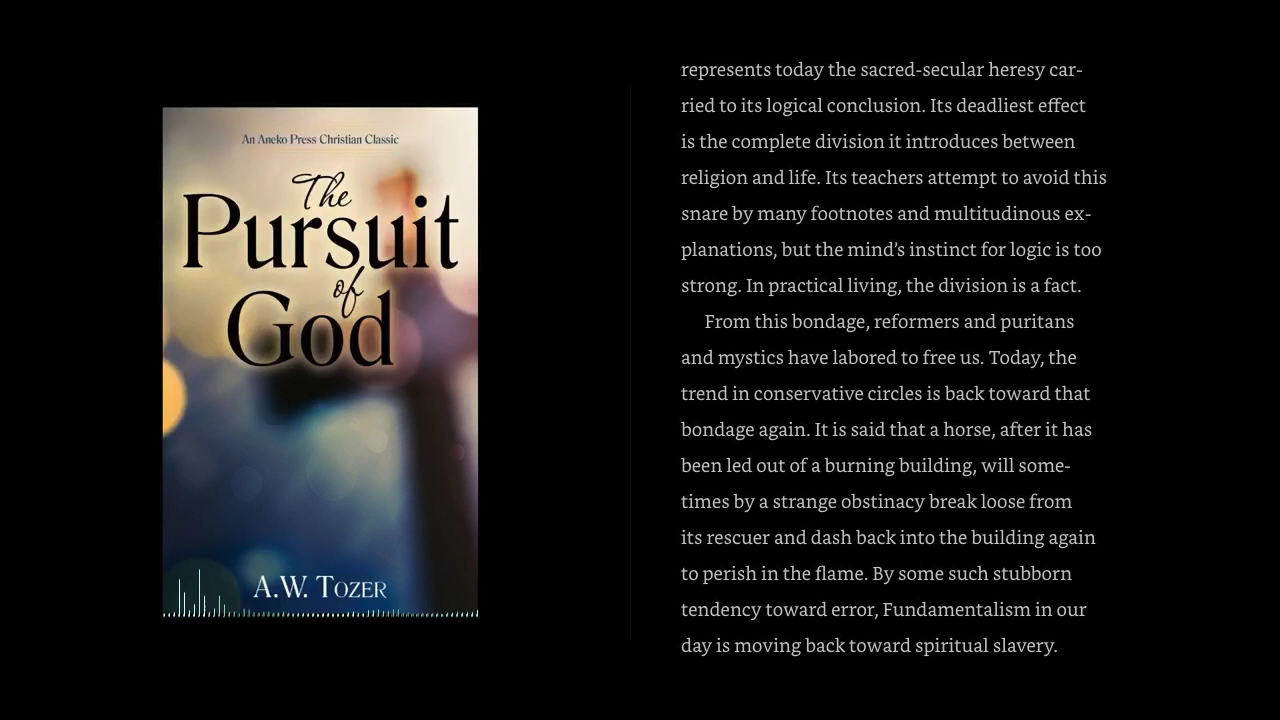 An Aneko Press Christian Classic
The
Pursuit
of
God
A.W. Tozer
represents today the sacred-secular heresy car-
ried to its logical conclusion. Its deadliest effect
is the complete division it introduces between
religion and life. Its teachers attempt to avoid this
snare by many footnotes and multitudinous ex-
planations, but the mind’s instinct for logic is too
strong. In practical living, the division is a fact.
From this bondage, reformers and puritans
and mystics have labored to free us. Today, the
trend in conservative circles is back toward that
bondage again. It is said that a horse, after it has
been led out of a burning building, will some-
times by a strange obstinacy break loose from
its rescuer and dash back into the building again
to perish in the flame. By some such stubborn
tendency toward error, Fundamentalism in our
day is moving back toward spiritual slavery.